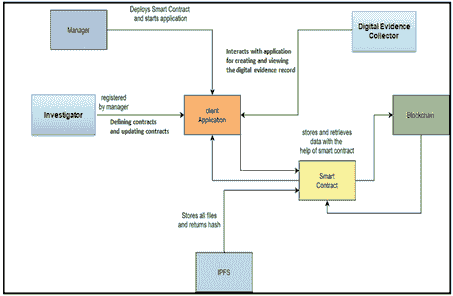 Deploys Smart Contract
and starts application
Manager
Digital Evidence
Collector
Interacts with application
for creating and viewing
the digital evidence record
registered
by manager
Investigator
Defining contracts
and updating contracts
client
Application
Blockchain
stores and retrieves
data with the
help of smart contract
Smart
Contract
Stores all files
and returns hash
IPFS